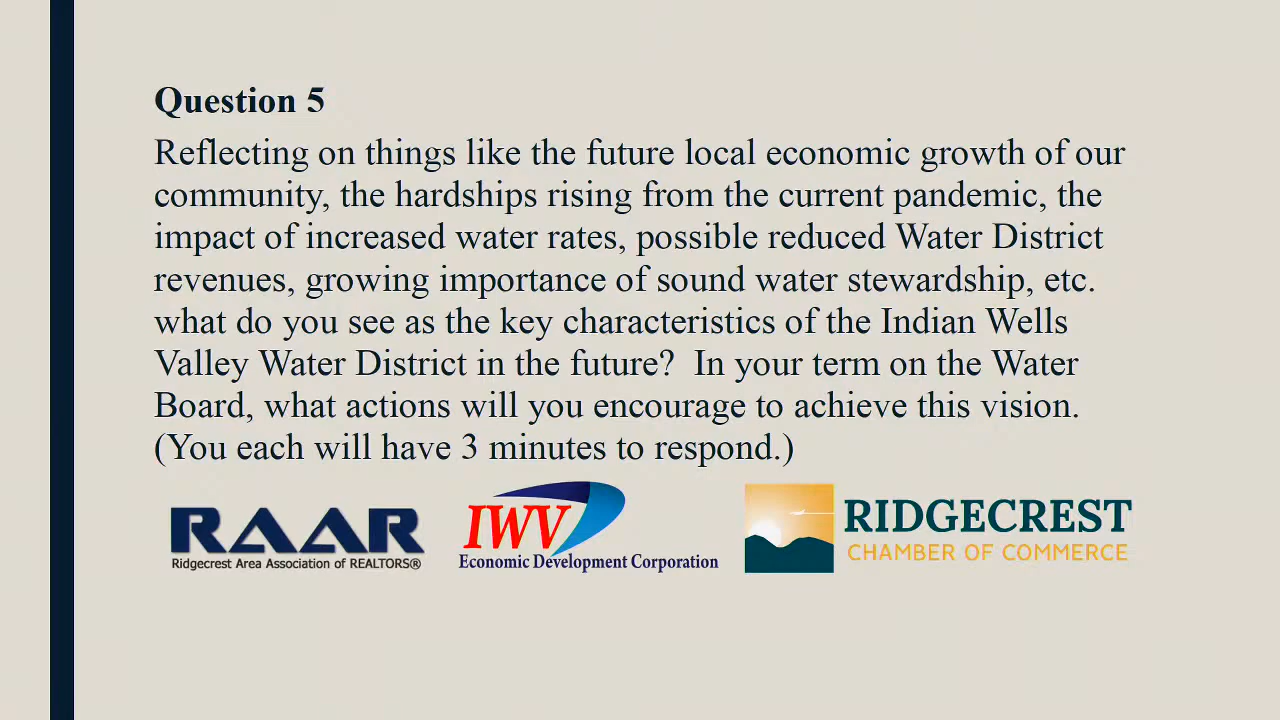 Question 5
Reflecting on things like the future local economic growth of our
community, the hardships rising from the current pandemic, the
impact of increased water rates, possible reduced Water District
revenues, growing importance of sound water stewardship, etc.
what do you see as the key characteristics of the Indian Wells
Valley Water District in the future?  In your term on the Water
Board, what actions will you encourage to achieve this vision.
(You each will have 3 minutes to respond.)
RAAR
Ridgecrest Area Association of REALTORS®
IWV
Economic Development Corporation
RIDGECREST
CHAMBER OF COMMERCE